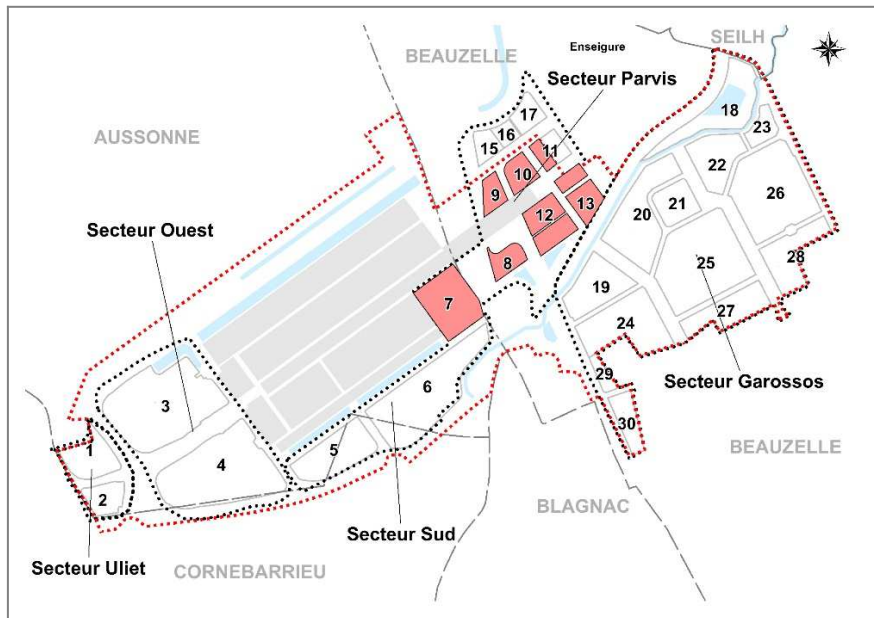 SEILH
BEAUZELLE
Enseigure
Secteur Parvis
17
16
15
11
18
23
AUSSONNE
10
9
22
26
12
13
20
21
Secteur Ouest
8
25
28
7
19
27
24
6
3
29
Secteur Garossos
30
5
4
1
2
BEAUZELLE
BLAGNAC
Secteur Sud
Secteur Uliet
CORNEBARRIEU